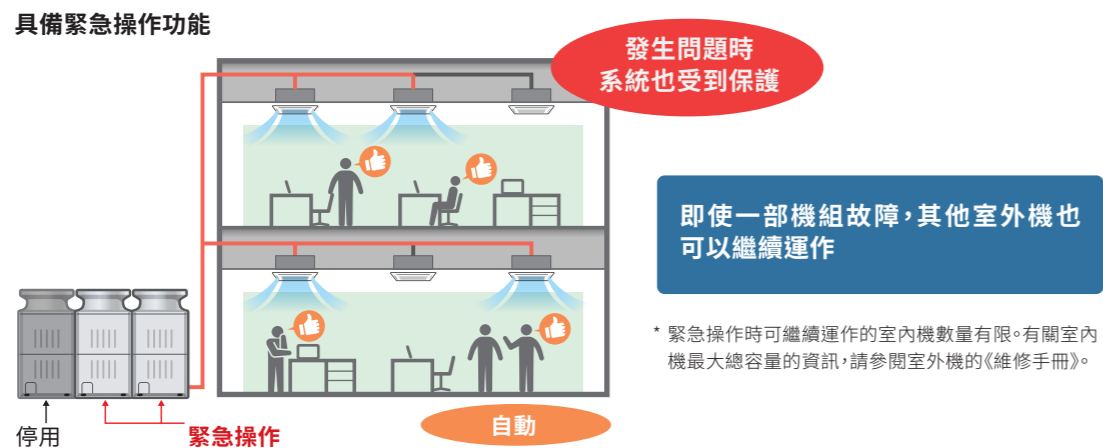 具備緊急操作功能
發生問題時
系統也受到保護
即使一部機組故障，其他室外機也
可以繼續運作
* 緊急操作時可繼續運作的室內機數量有限。有關室內
機最大總容量的資訊，請參閱室外機的《維修手冊》。
停用
緊急操作
自動